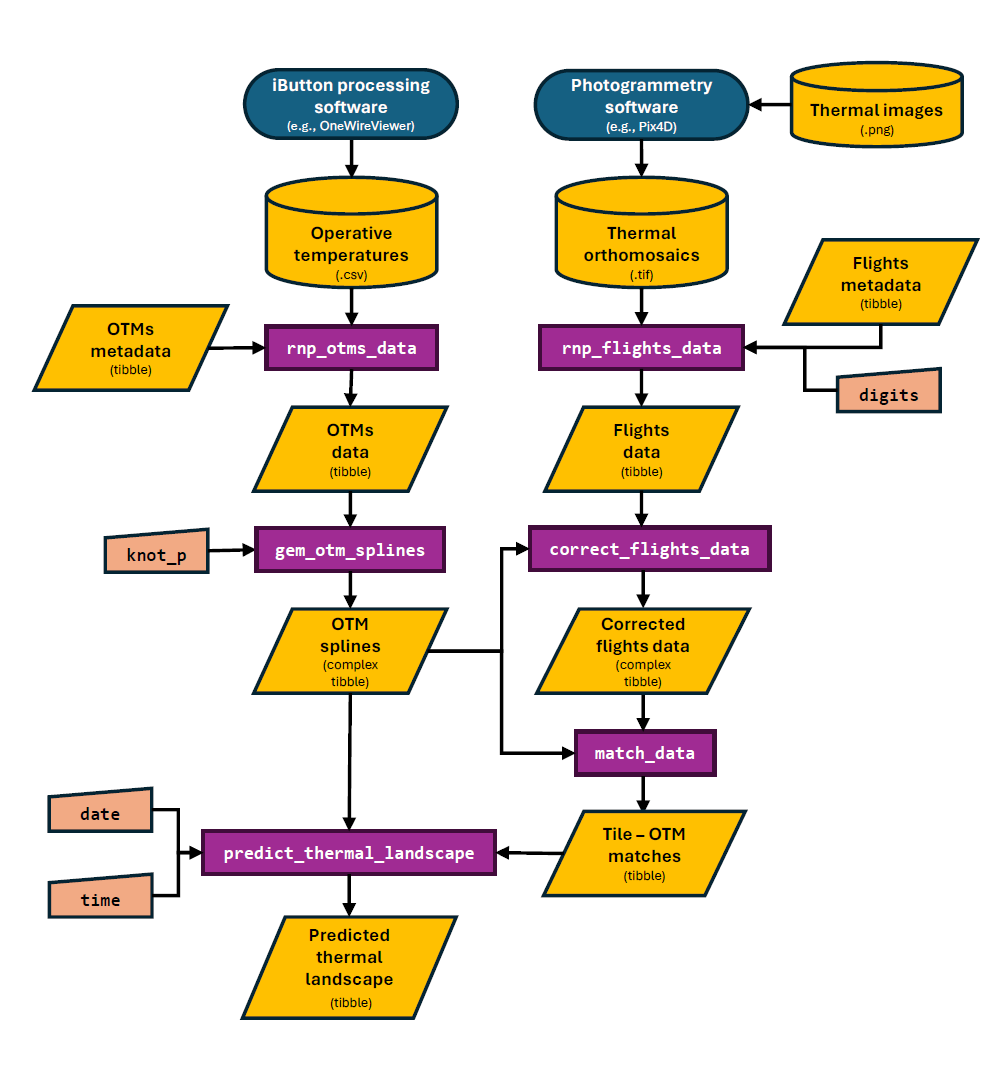 iButton processing
software
(e.g., OneWireViewer)
Photogrammetry
software
(e.g., Pix4D)
Thermal images
(.png)
Operative
temperatures
(.csv)
Thermal
orthomosaics
(.tif)
Flights
metadata
(tibble)
OTMs
metadata
(tibble)
rnp_otms_data
rnp_flights_data
digits
OTMs
data
(tibble)
Flights
data
(tibble)
knot_p
gem_otm_splines
correct_flights_data
OTM
splines
(complex
tibble)
Corrected
flights data
(complex
tibble)
match_data
date
time
predict_thermal_landscape
Tile – OTM
matches
(tibble)
Predicted
thermal
landscape
(tibble)